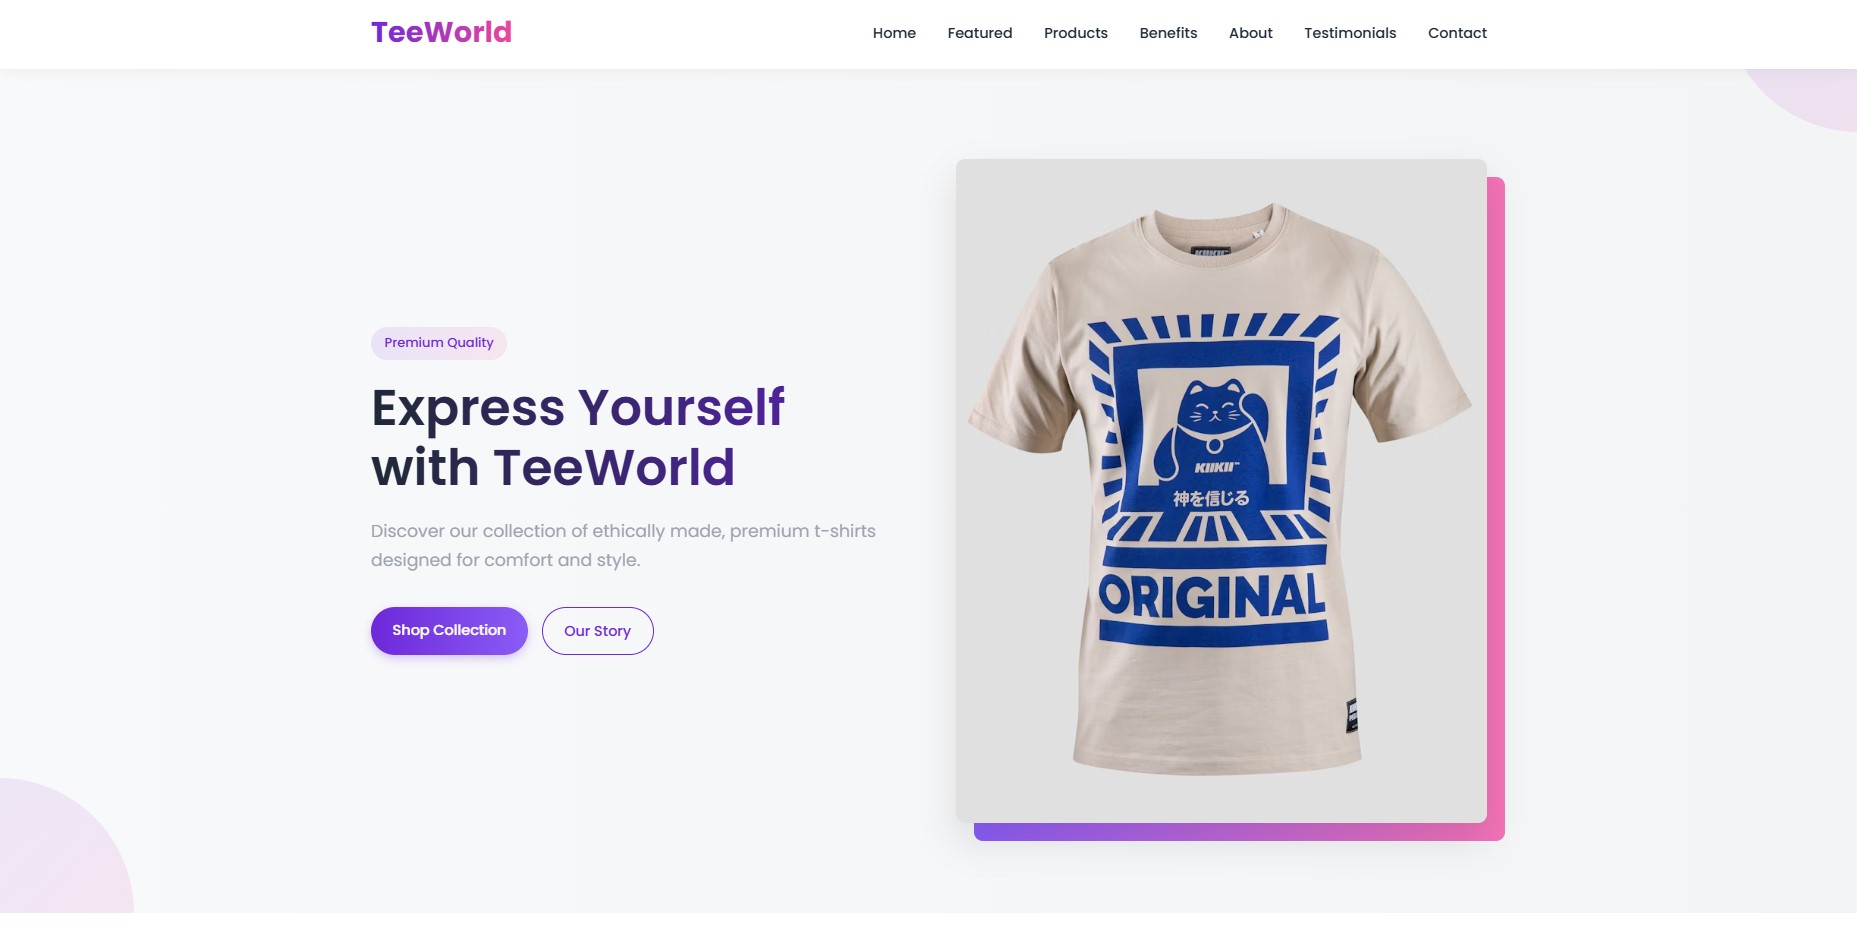 TeeWorld
Home Featured Products Benefits About Testimonials Contact
Premium Quality
Express Yourself
with TeeWorld
Discover our collection of ethically made, premium t-shirts
designed for comfort and style.
Shop Collection
Our Story
KIIKII
KIIKII™
神を信じる
ORIGINAL